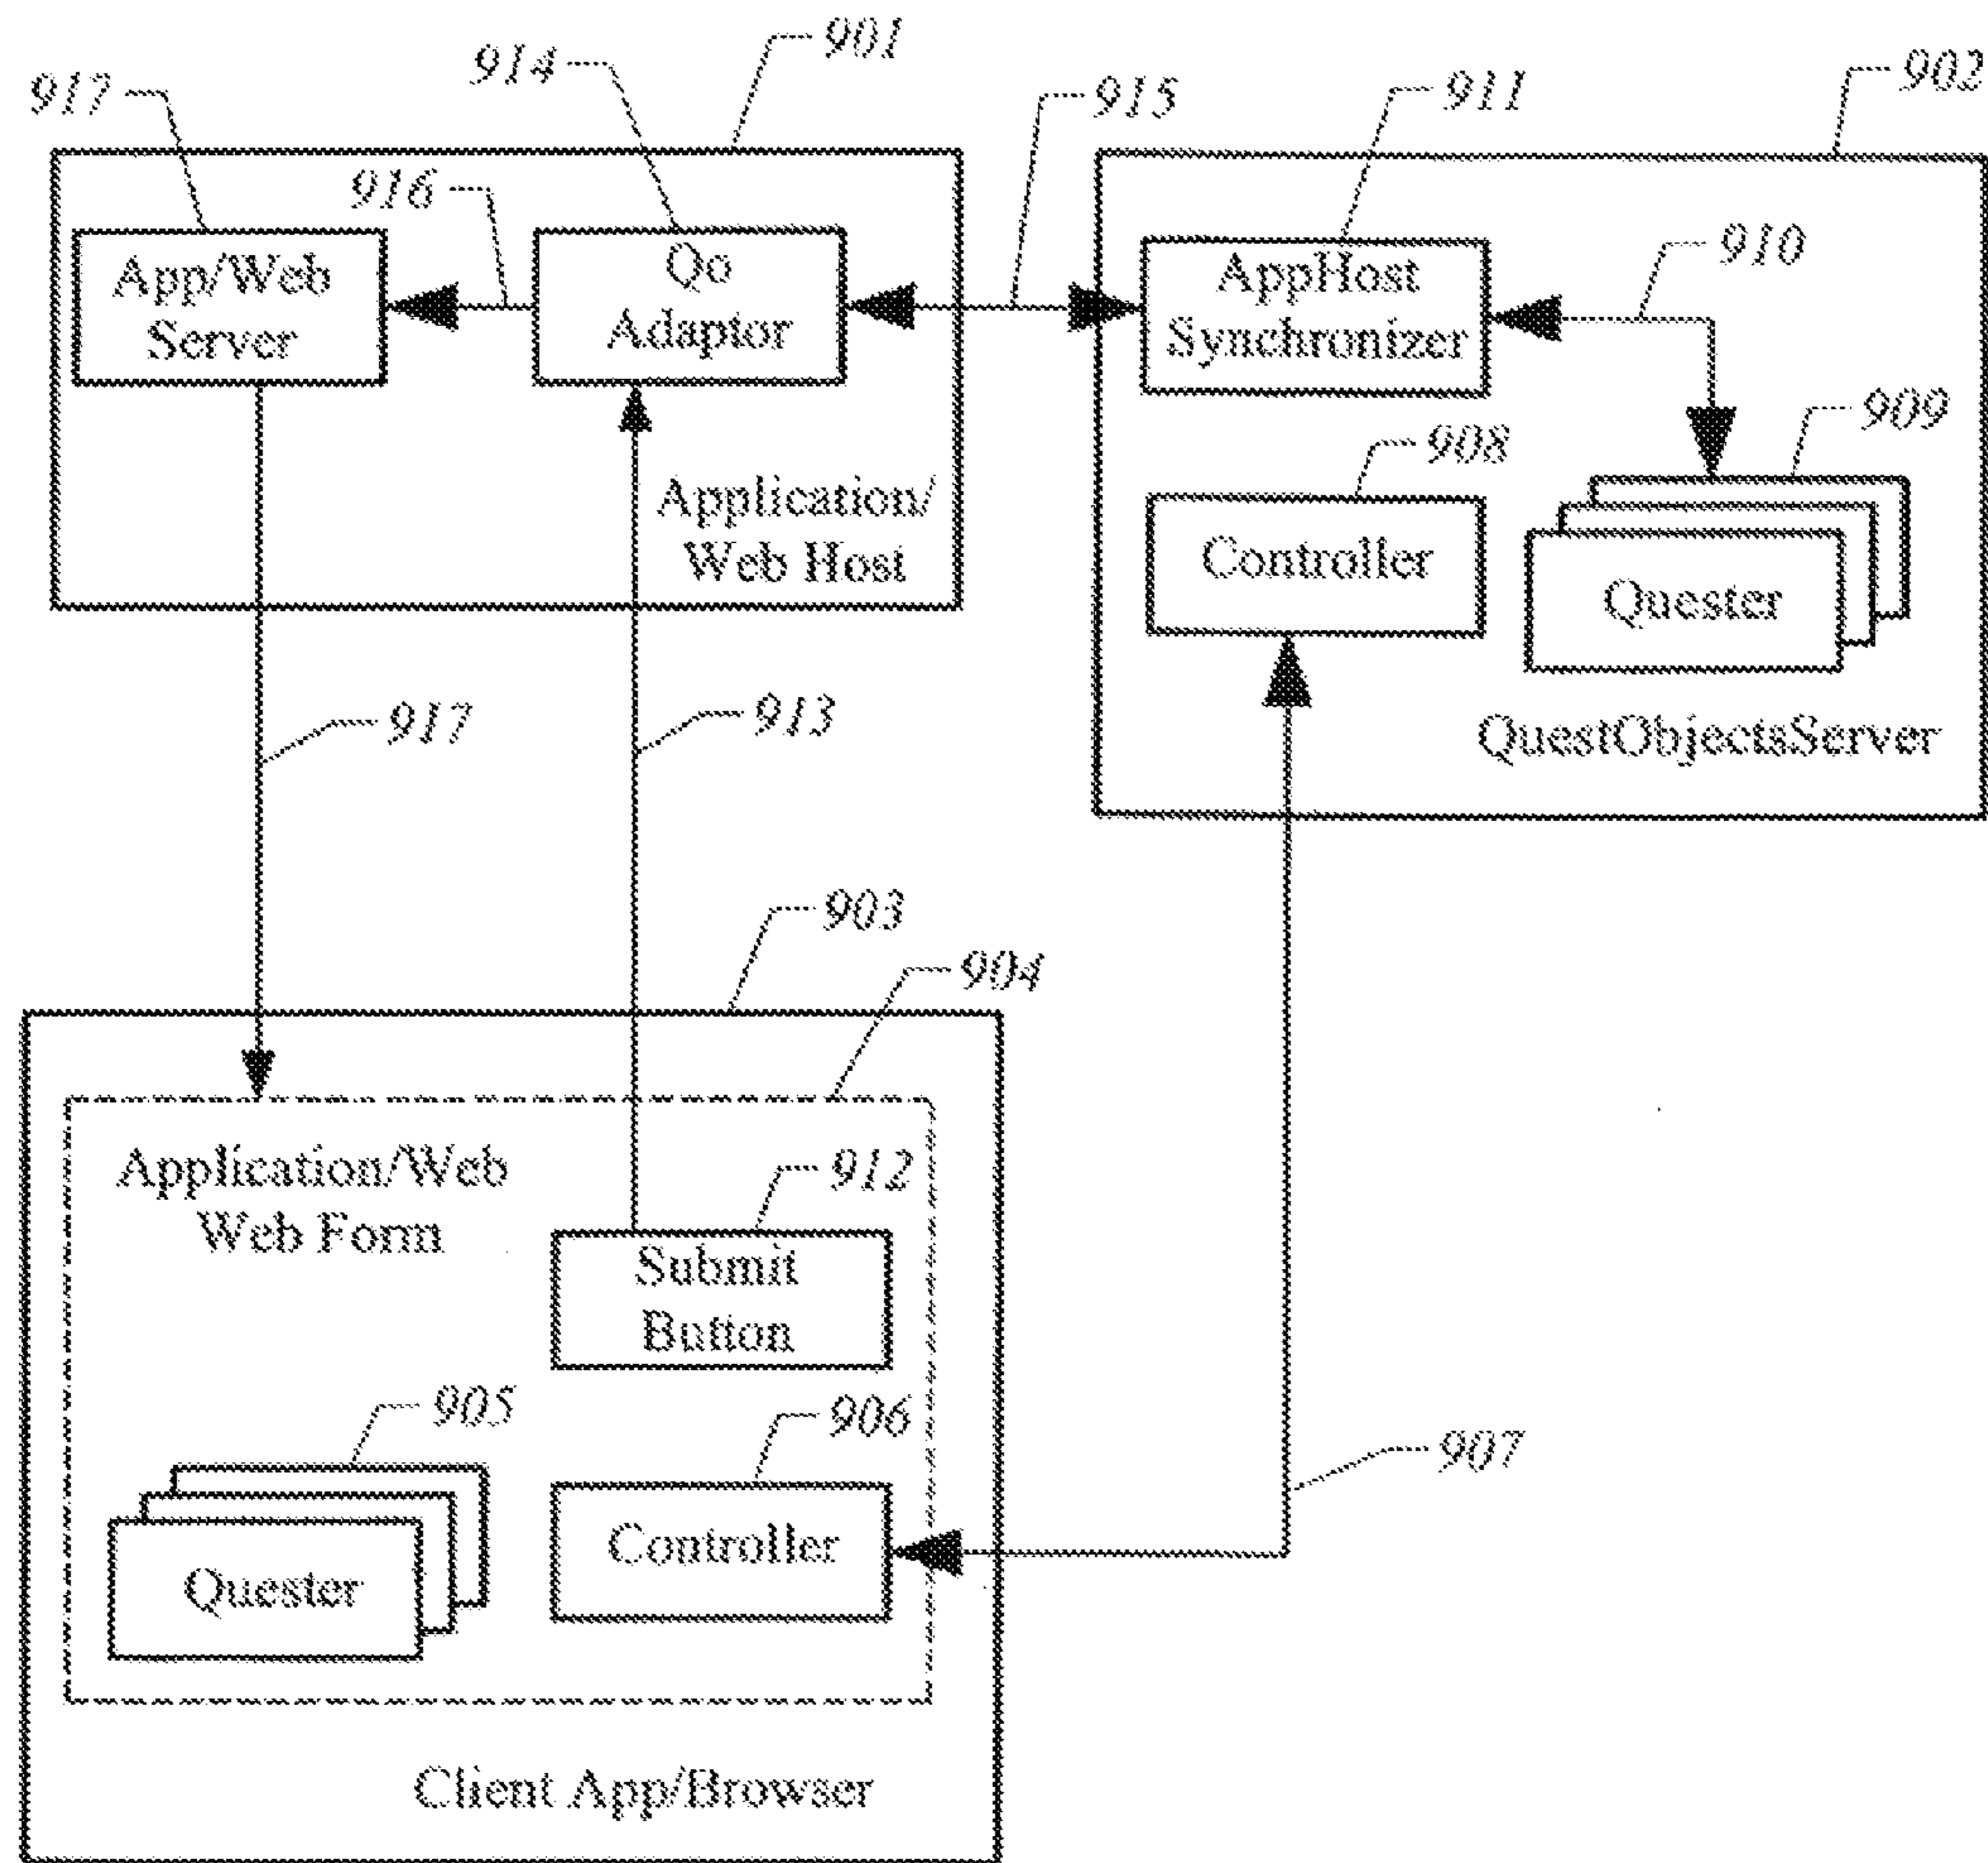 901
914
902
917
915
911
916
910
App/Web
Server
Qo
Adaptor
AppHost
Synchronizer
909
908
Application/
Web Host
Controller
Quester
917
913
QuestObjectsServer
903
904
Application/Web
Web Form
912
Submit
Button
905
906
907
Controller
Quester
Client App/Browser